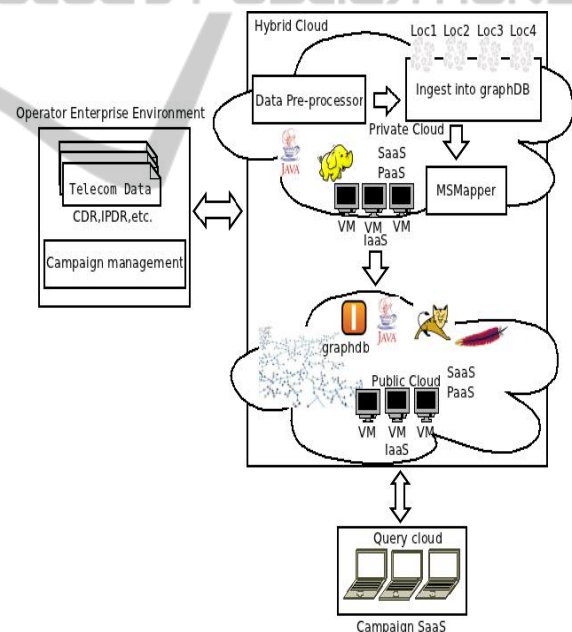 Hybrid Cloud
Loc1 Loc2 Loc3 Loc4
Data Pre-processor
Ingest into graphDB
Private Cloud
JAVA
SaaS
PaaS
MSMapper
VM VM VM
IaaS
Operator Enterprise Environment
Telecom Data
CDR,IPDR,etc.
Campaign management
graphdb
JAVA
Public Cloud
SaaS
PaaS
VM VM VM
IaaS
Query cloud
Campaign SaaS